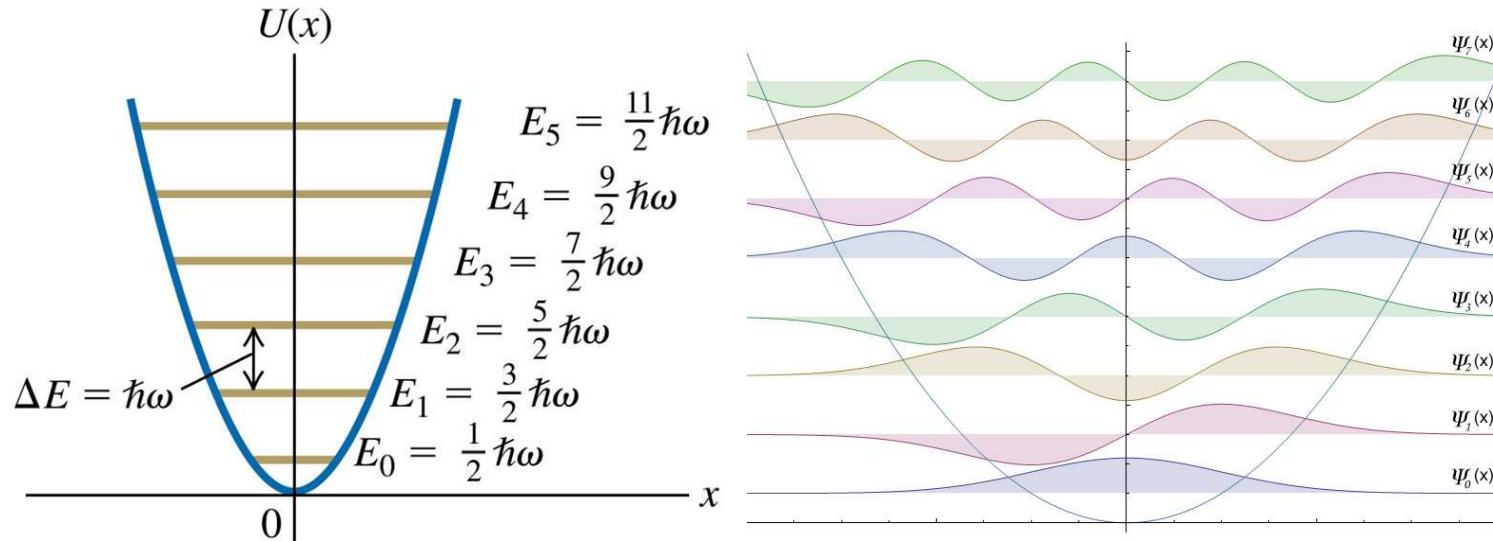 U(x)
E₅ = 11/2 ħω
E₄ = 9/2 ħω
E₃ = 7/2 ħω
E₂ = 5/2 ħω
ΔE = ħω
E₁ = 3/2 ħω
E₀ = 1/2 ħω
x
0
Ψ₇(x)
Ψ₆(x)
Ψ₅(x)
Ψ₄(x)
Ψ₃(x)
Ψ₂(x)
Ψ₁(x)
Ψ₀(x)